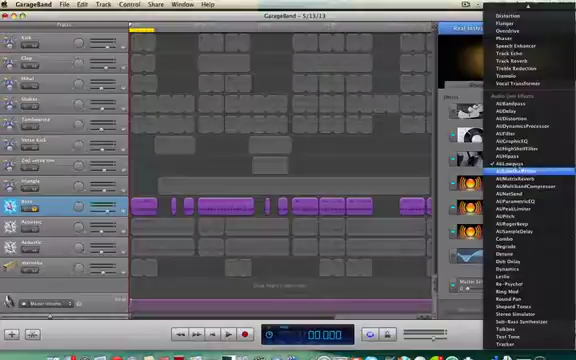 GarageBand File Edit Track Control Share Window Help
GarageBand - 5/13/13
Tracks
Kick
Clap
HiHat
Shaker
Tambourine
Verse Kick
Triangle
Bass
Acoustic
Acoustic
Master Volume
00.000
Distortion
Flanger
Overdrive
Phaser
Speech Enhancer
Track Echo
Track Reverb
Treble Reduction
Tremolo
Vocal Transformer
Audio Unit Effects
AUBandpass
AUDelay
AUDistortion
AUDynamicsProcessor
AUFilter
AUGraphicEQ
AUHighShelfFilter
AUHipass
✓ AULowpass
AUMatrixReverb
AUMultibandCompressor
AUNetSend
AUParametricEQ
AUPeakLimiter
AUPitch
AURogerBeep
AUSampleDelay
Combo
Degrade
Detune
Dub Delay
Dynamics
Leslie
Re-Psycho!
Ring Mod
Round Pan
Shepard Tones
Stereo Simulator
Sub-Bass Synthesizer
Talkbox
Test Tone
Tracker